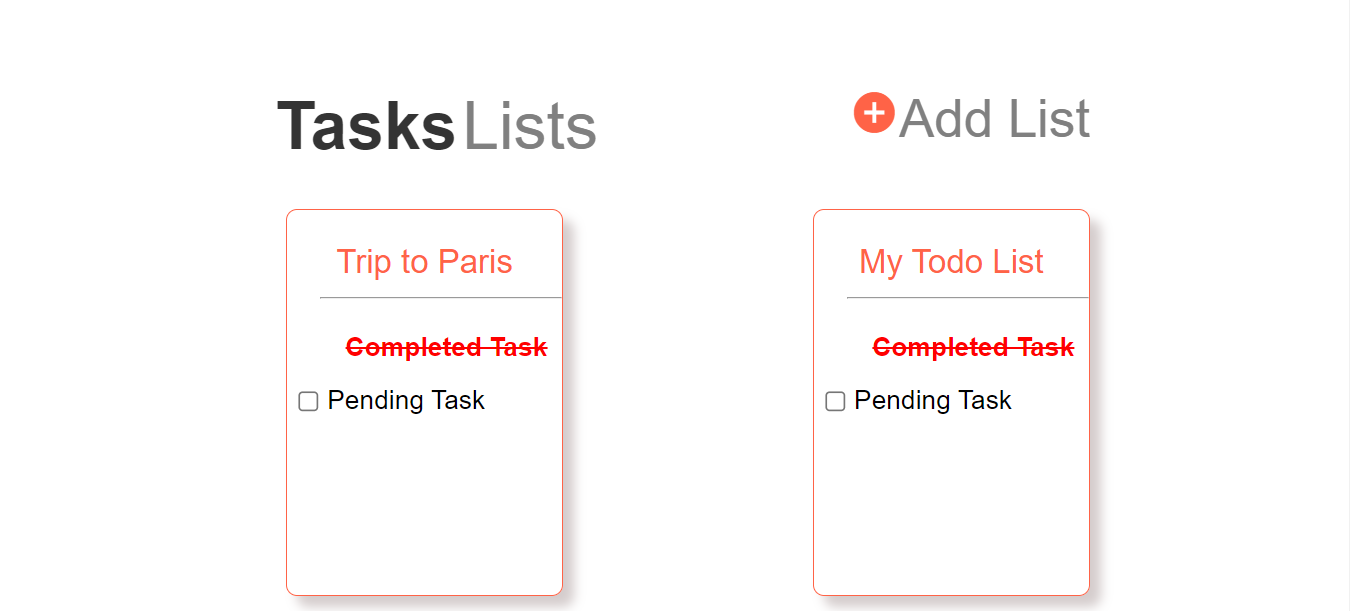 Tasks Lists
Add List
Trip to Paris
Completed Task
Pending Task
My Todo List
Completed Task
Pending Task